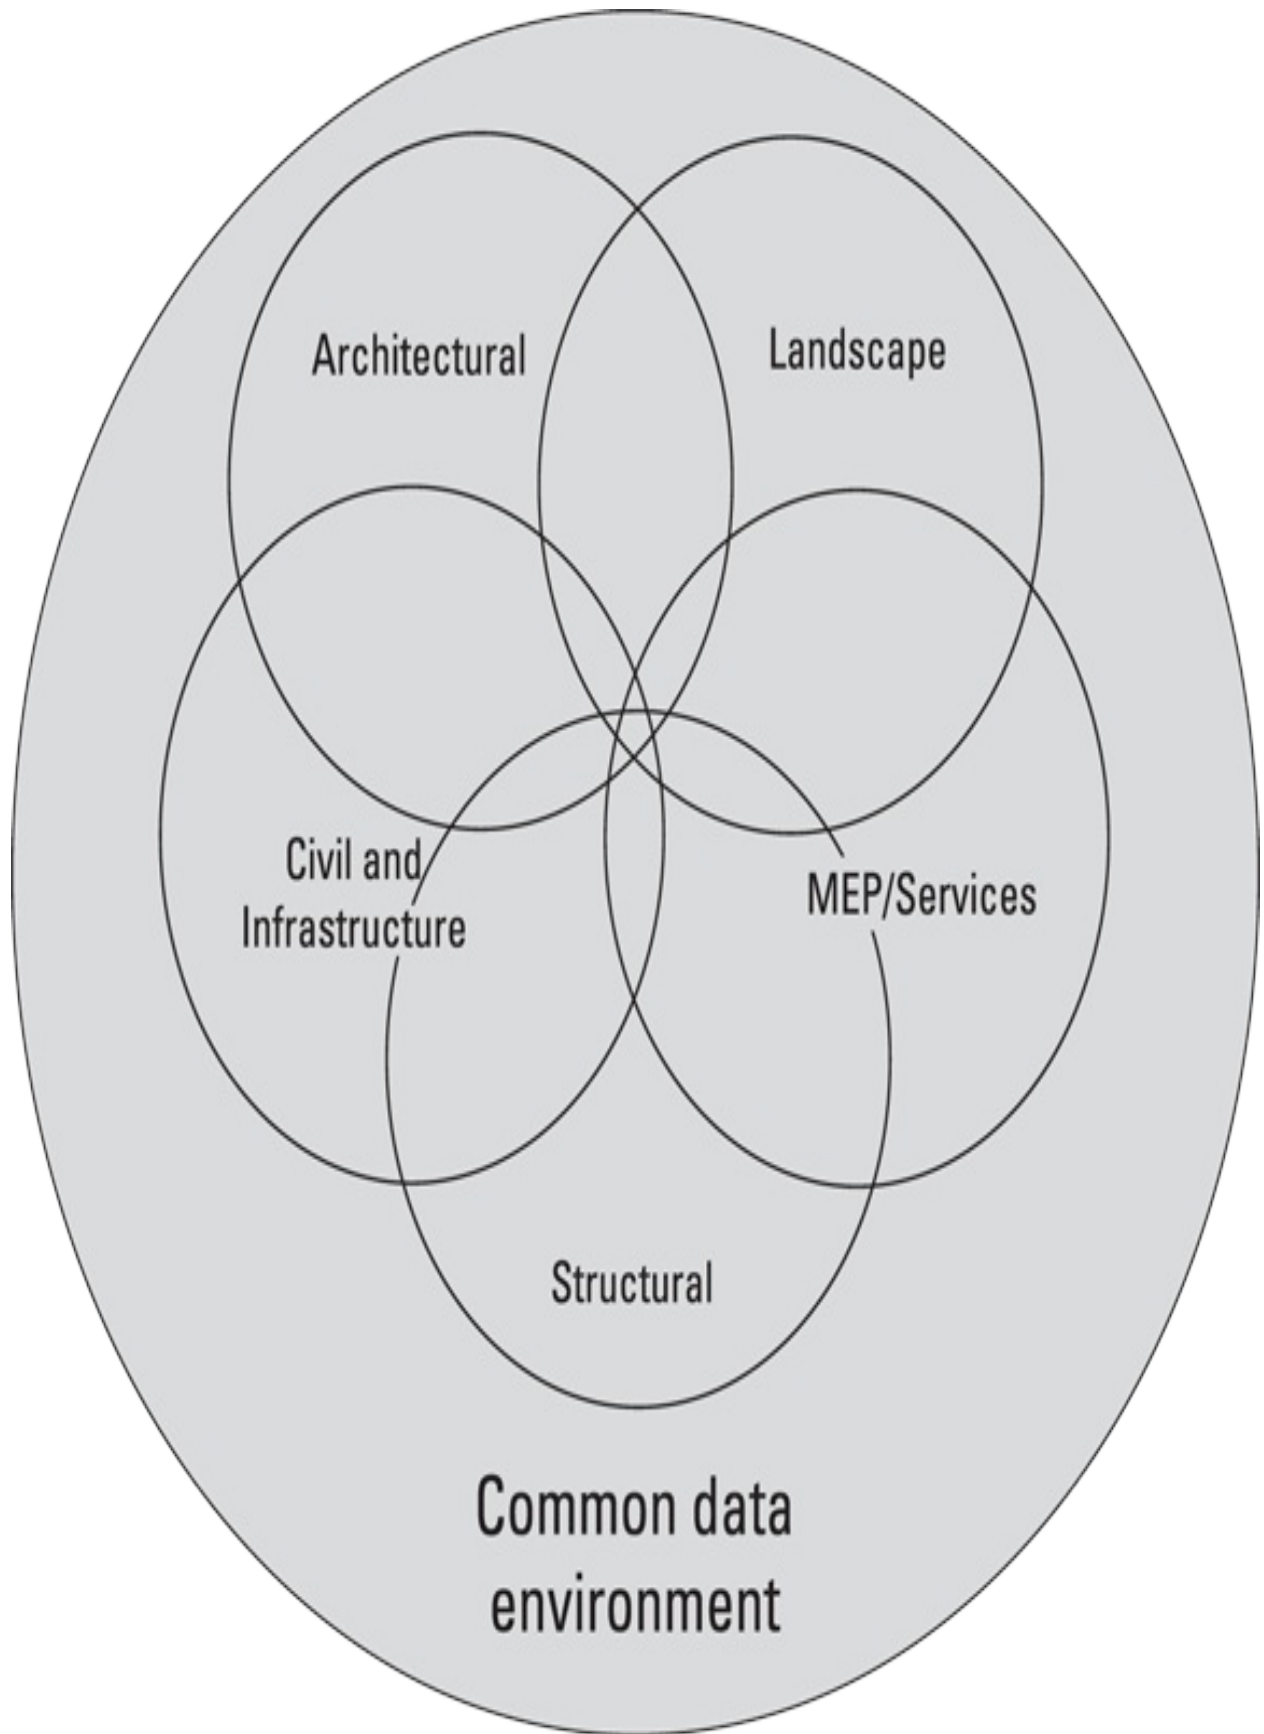 Architectural
Landscape
Civil and
Infrastructure
MEP/Services
Structural
Common data
environment